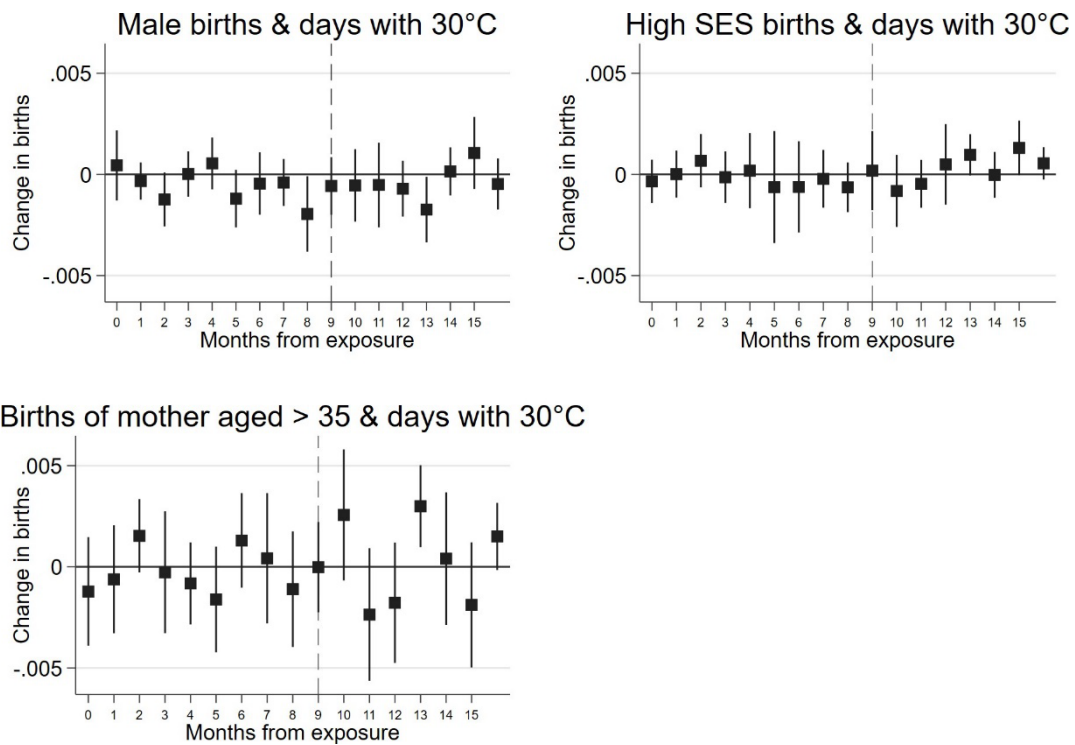 Male births & days with 30°C
.005
0
-.005
Change in births
0 1 2 3 4 5 6 7 8 9 10 11 12 13 14 15
Months from exposure
High SES births & days with 30°C
.005
0
-.005
Change in births
0 1 2 3 4 5 6 7 8 9 10 11 12 13 14 15
Months from exposure
Births of mother aged > 35 & days with 30°C
.005
0
-.005
Change in births
0 1 2 3 4 5 6 7 8 9 10 11 12 13 14 15
Months from exposure